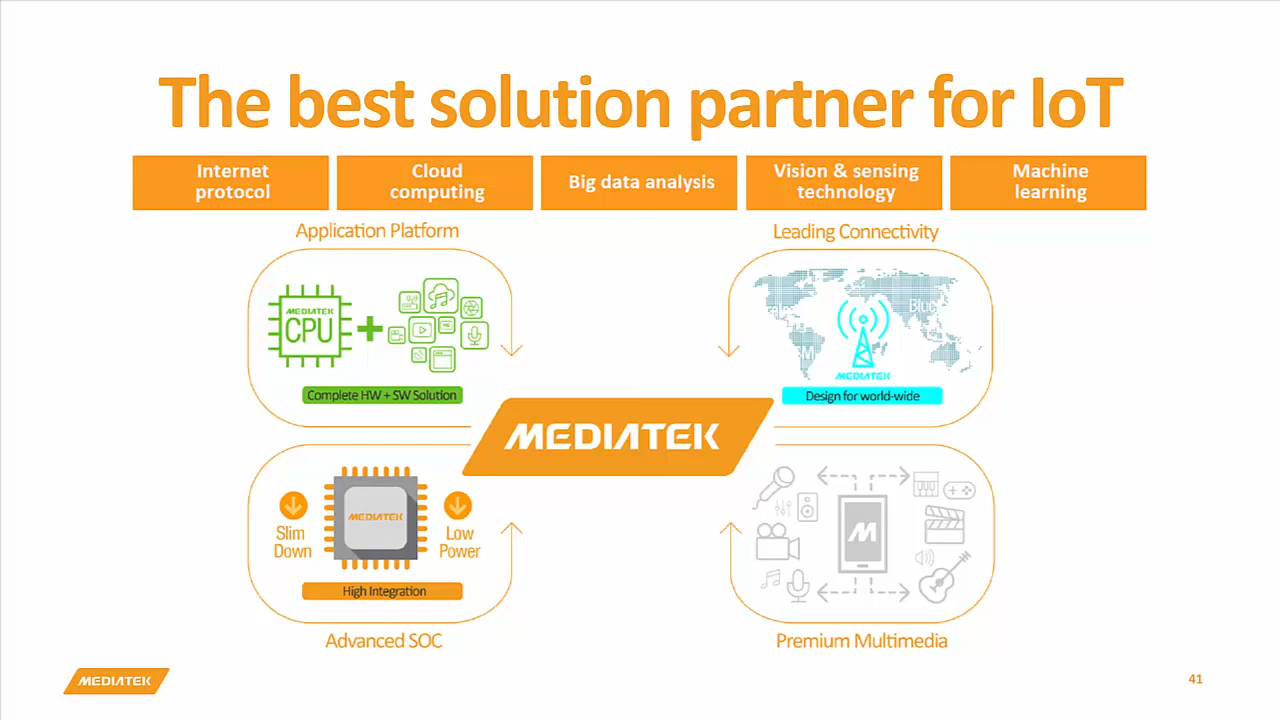 The best solution partner for IoT
Internet
protocol
Cloud
computing
Big data analysis
Vision & sensing
technology
Machine
learning
Application Platform
Leading Connectivity
MEDIATEK
CPU
MEDIATEK
Complete HW + SW Solution
Design for world-wide
MEDIATEK
MEDIATEK
Slim
Down
Low
Power
High Integration
Advanced SOC
Premium Multimedia
MEDIATEK
41